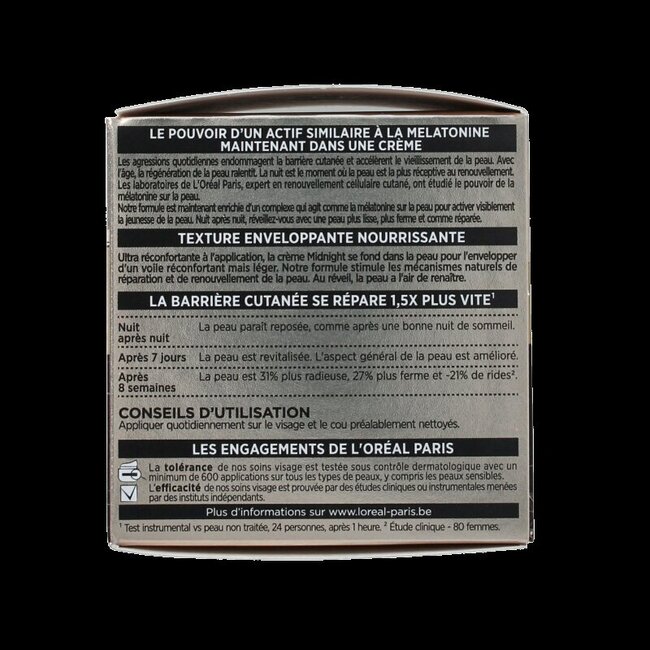 LE POUVOIR D'UN ACTIF SIMILAIRE À LA MELATONINE
MAINTENANT DANS UNE CRÈME
Les agressions quotidiennes endommagent la barrière cutanée et accélèrent le vieillissement de la peau. Avec
l'âge, la régénération de la peau ralentit. La nuit est le moment où la peau est la plus réceptive au renouvellement.
Les laboratoires de L'Oréal Paris, expert en renouvellement cellulaire cutané, ont étudié le pouvoir de la
mélatonine sur la peau.
Notre formule est maintenant enrichie d'un complexe qui agit comme la mélatonine sur la peau pour activer visiblement
la jeunesse de la peau. Nuit après nuit, réveillez-vous avec une peau plus lisse, plus ferme et comme réparée.
TEXTURE ENVELOPPANTE NOURRISSANTE
Ultra réconfortante à l'application, la crème Midnight se fond dans la peau pour l'envelopper
d'un voile réconfortant mais léger. Notre formule stimule les mécanismes naturels de
réparation et de renouvellement de la peau. Au réveil, la peau a l'air de renaître.
LA BARRIÈRE CUTANÉE SE RÉPARE 1,5X PLUS VITE¹
Nuit La peau paraît reposée, comme après une bonne nuit de sommeil.
après nuit
Après 7 jours La peau est revitalisée. L'aspect général de la peau est amélioré.
Après La peau est 31% plus radieuse, 27% plus ferme et -21% de rides².
8 semaines
CONSEILS D'UTILISATION
Appliquer quotidiennement sur le visage et le cou préalablement nettoyés.
LES ENGAGEMENTS DE L'ORÉAL PARIS
La tolérance de nos soins visage est testée sous contrôle dermatologique avec un
minimum de 600 applications sur tous les types de peaux, y compris les peaux sensibles.
L'efficacité de nos soins visage est prouvée par des études cliniques ou instrumentales menées
par des instituts indépendants.
Plus d'informations sur www.loreal-paris.be
¹ Test instrumental vs peau non traitée, 24 personnes, après 1 heure. ² Étude clinique - 80 femmes.